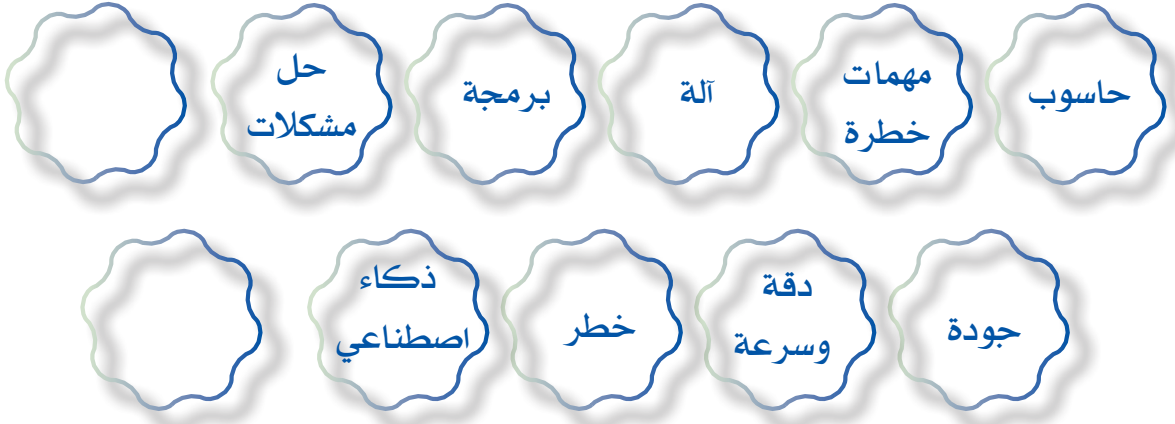 حاسوب
مهمات
خطرة
آلة
برمجة
حل
مشكلات
جودة
دقة
وسرعة
خطر
ذكاء
اصطناعي